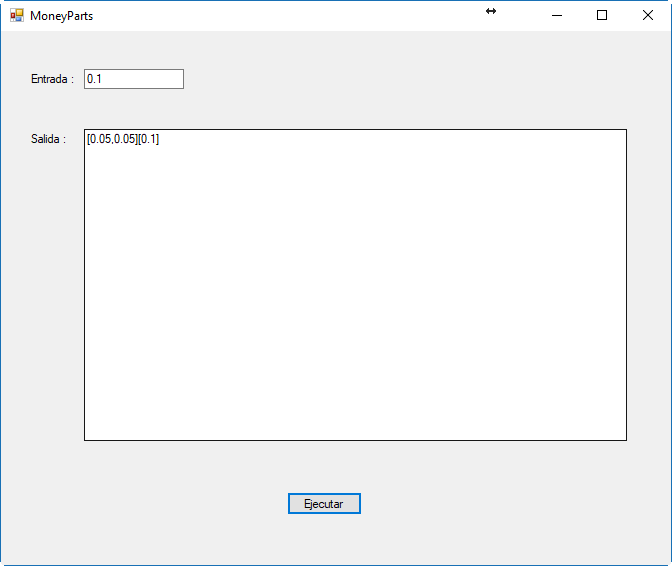 MoneyParts
Entrada : 0.1
Salida : [0.05,0.05][0.1]
Ejecutar